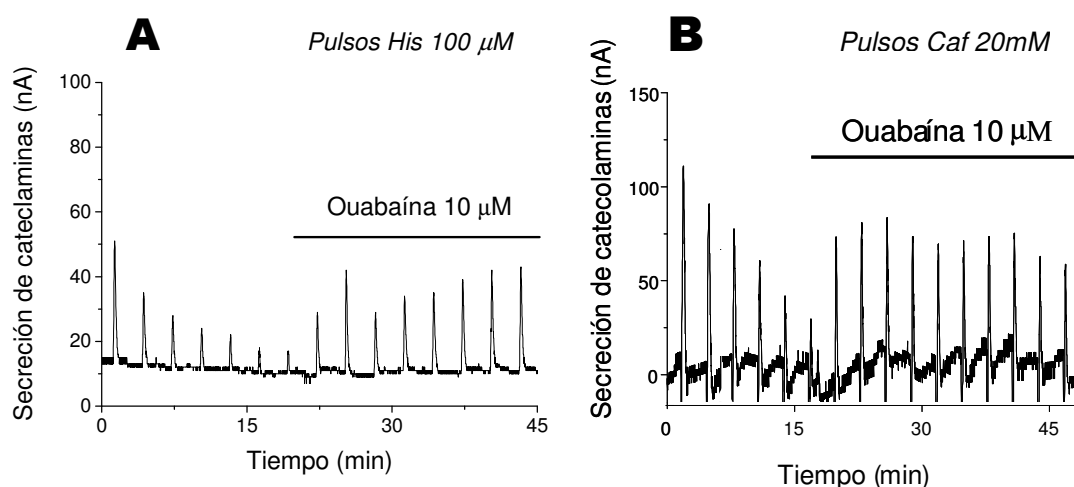 A
Pulsos His 100 μM
Secreción de cateclaminas (nA)
100
80
60
40
20
0
Ouabaína 10 μM
0
15
30
45
Tiempo (min)
B
Pulsos Caf 20mM
Secreción de catecolaminas (nA)
150
100
50
0
Ouabaína 10 μM
0
15
30
45
Tiempo (min)